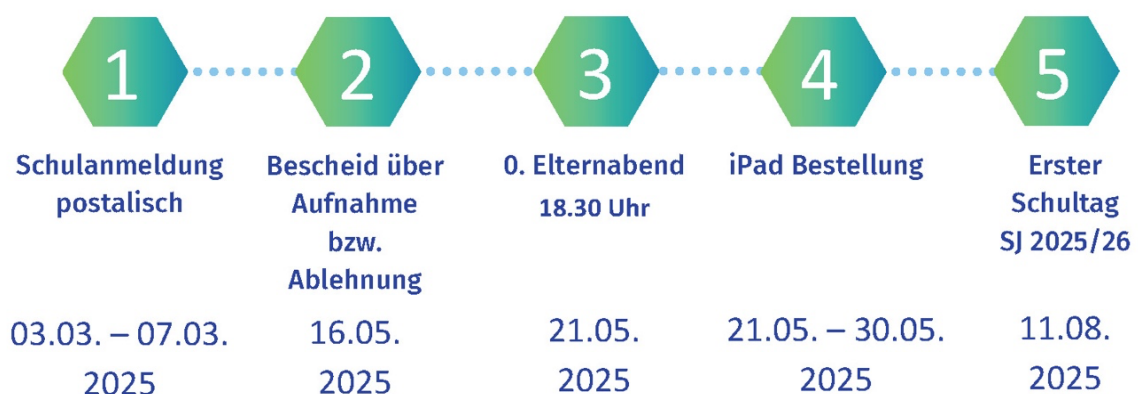 1
Schulanmeldung
postalisch
03.03. – 07.03.
2025
2
Bescheid über
Aufnahme
bzw.
Ablehnung
16.05.
2025
3
0. Elternabend
18.30 Uhr
21.05.
2025
4
iPad Bestellung
21.05. – 30.05.
2025
5
Erster
Schultag
SJ 2025/26
11.08.
2025